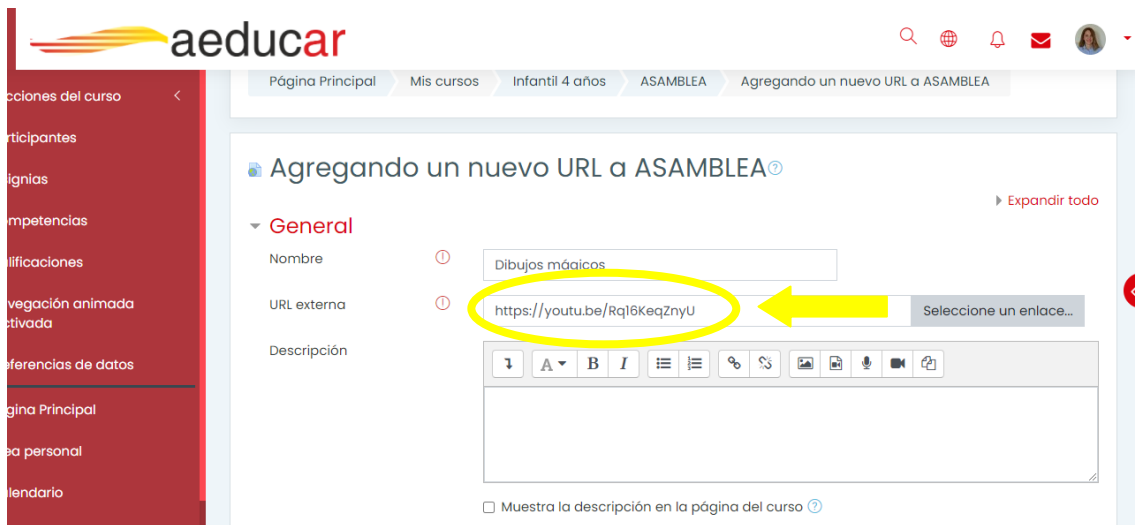 aeducar
Página Principal Mis cursos Infantil 4 años ASAMBLEA Agregando un nuevo URL a ASAMBLEA
cciones del curso
rticipantes
signias
ompetencias
lificaciones
vegación animada
ctivada
eferencias de datos
gina Principal
ea personal
lendario
Agregando un nuevo URL a ASAMBLEA
Expandir todo
General
Nombre Dibujos mágicos
URL externa https://youtu.be/Rq16KeqZnyU Seleccione un enlace...
Descripción
A B I
Muestra la descripción en la página del curso